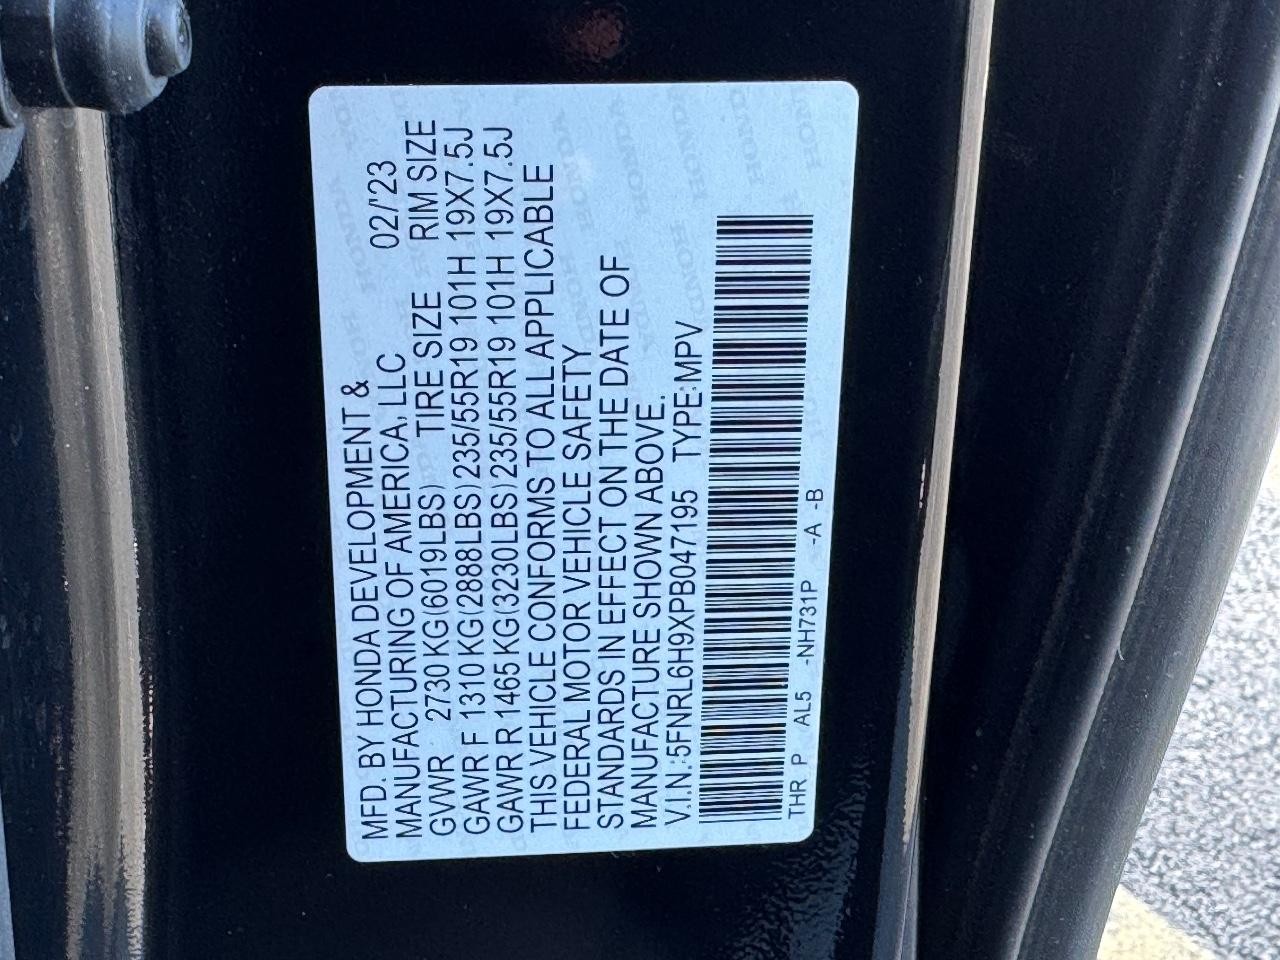 MFD. BY HONDA DEVELOPMENT &
MANUFACTURING OF AMERICA, LLC 02/'23
GVWR 2730 KG(6019LBS) TIRE SIZE RIM SIZE
GAWR F 1310 KG(2888LBS) 235/55R19 101H 19X7.5J
GAWR R 1465 KG(3230LBS) 235/55R19 101H 19X7.5J
THIS VEHICLE CONFORMS TO ALL APPLICABLE
FEDERAL MOTOR VEHICLE SAFETY
STANDARDS IN EFFECT ON THE DATE OF
MANUFACTURE SHOWN ABOVE.
V.I.N.:5FNRL6H9XPB047195 TYPE:MPV
THR P AL5 -NH731P -A -B